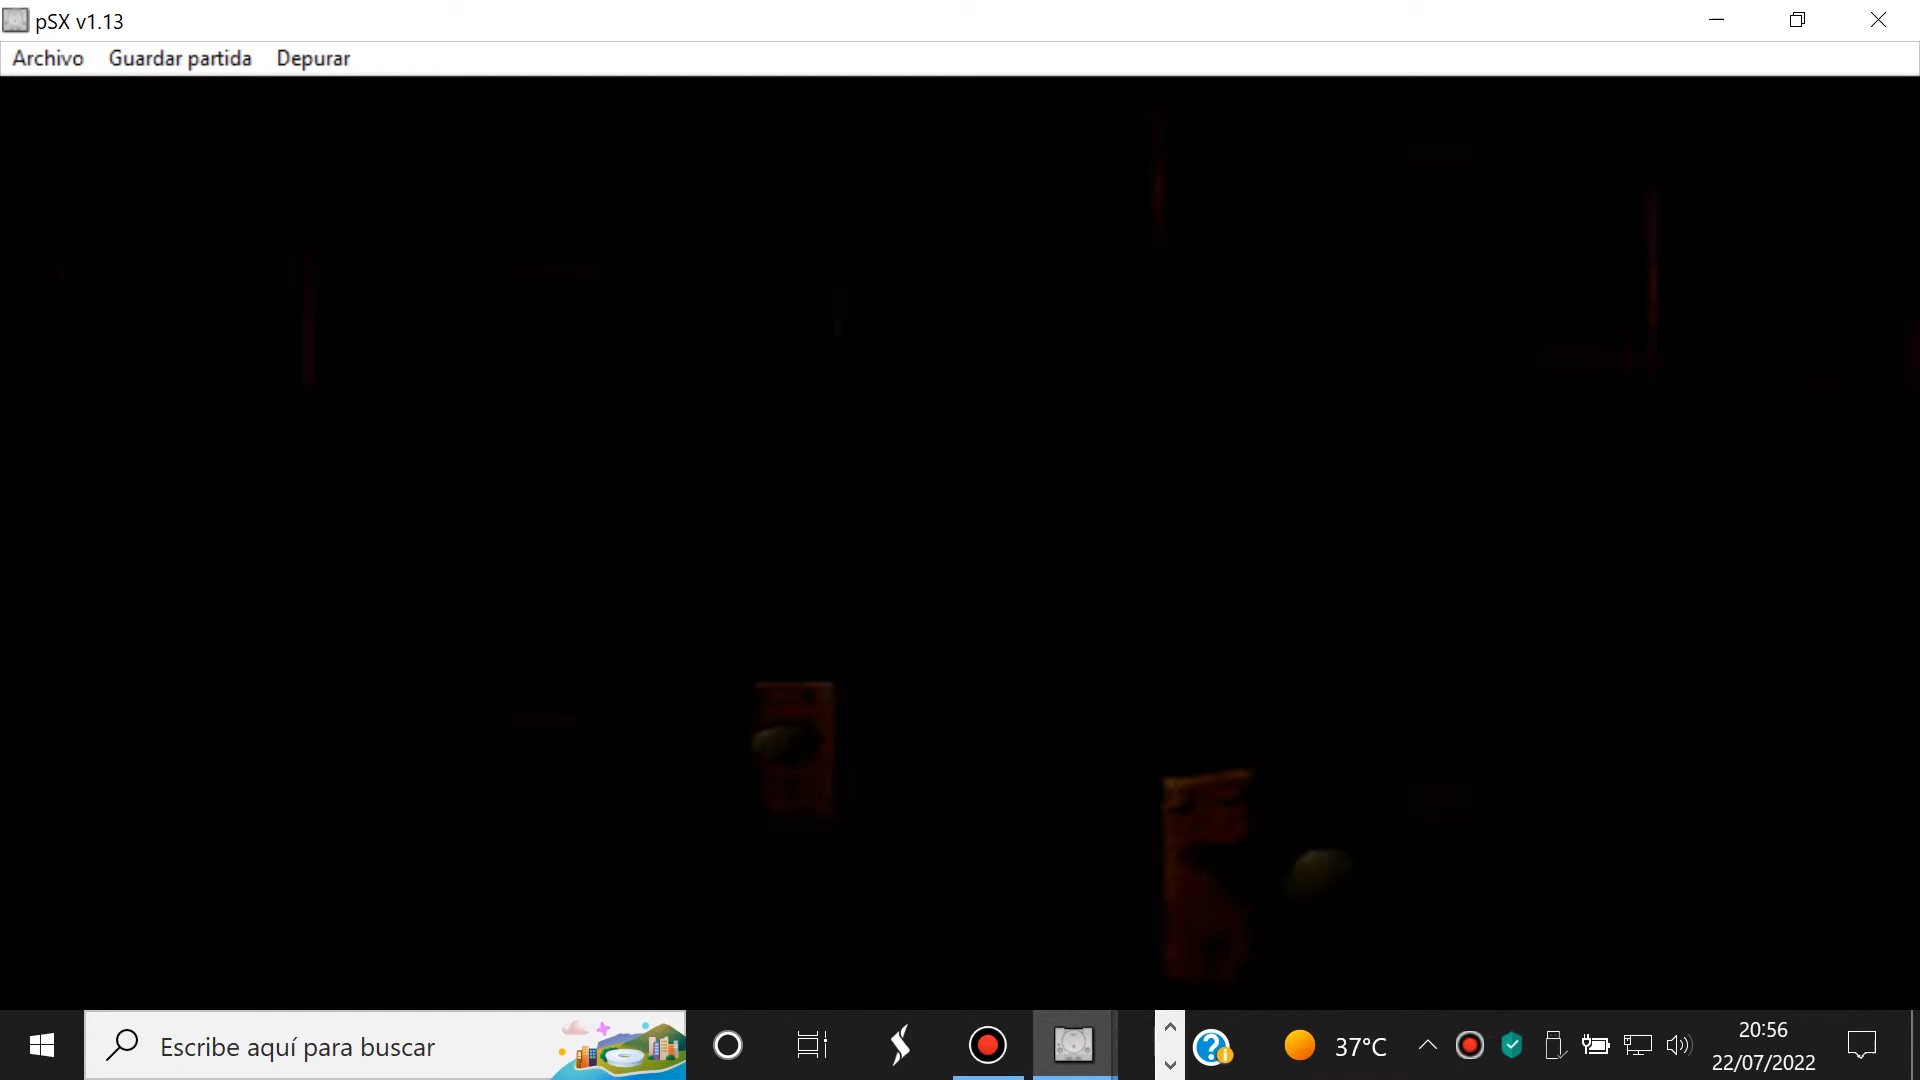 pSX v1.13
Archivo Guardar partida Depurar
Escribe aquí para buscar
37°C
20:56
22/07/2022